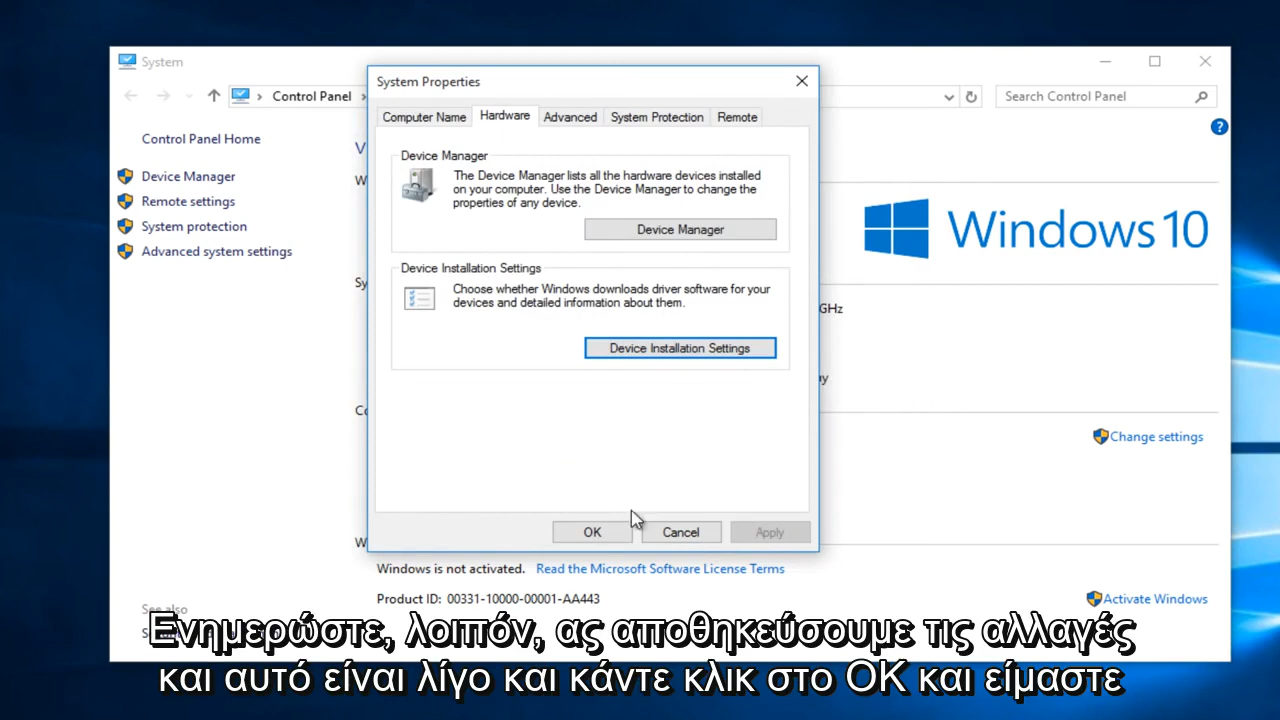 System
System Properties
Control Panel
Search Control Panel
Computer Name
Hardware
Advanced
System Protection
Remote
Control Panel Home
Device Manager
Remote settings
System protection
Advanced system settings
Device Manager
The Device Manager lists all the hardware devices installed
on your computer. Use the Device Manager to change the
properties of any device.
Device Manager
Device Installation Settings
Choose whether Windows downloads driver software for your
devices and detailed information about them.
Device Installation Settings
Windows 10
GHz
Change settings
OK
Cancel
Apply
Windows is not activated. Read the Microsoft Software License Terms
Product ID: 00331-10000-00001-AA443
Activate Windows
See also
Ενημερώστε, λοιπόν, ας αποθηκεύσουμε τις αλλαγές
και αυτό είναι λίγο και κάντε κλικ στο OK και είμαστε